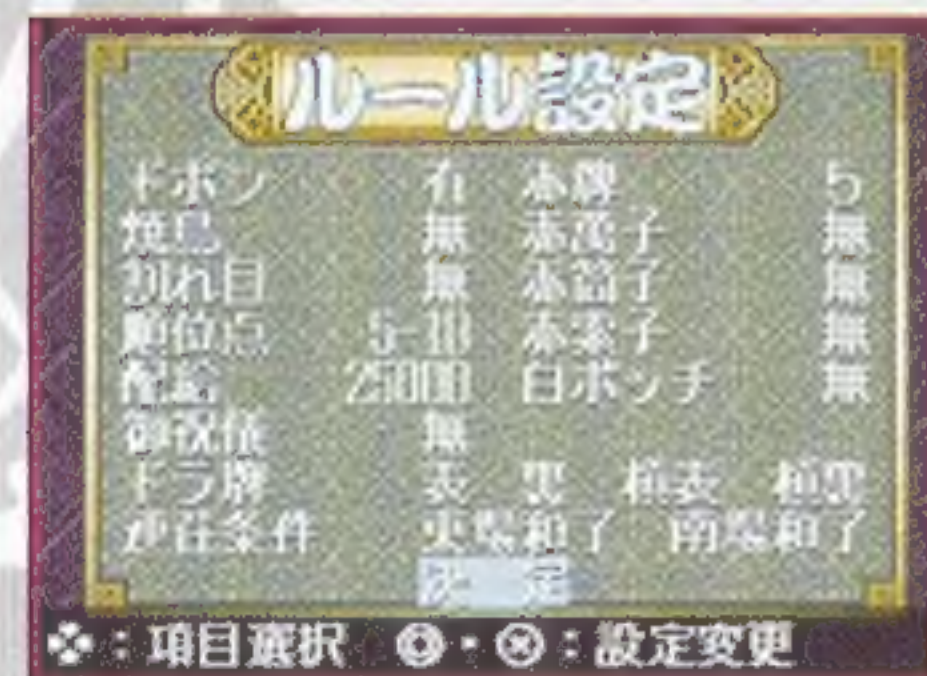 ルール設定
ドボン 有 赤牌 5
焼鳥 無 赤萬子 無
割れ目 無 赤筒子 無
順位点 5-10 赤索子 無
配給 25000 白ポッチ 無
御祝儀 無
ドラ牌 表 裏 槓表 槓裏
連荘条件 東場和了 南場和了
決 定
：項目選択 ◎・⊗：設定変更